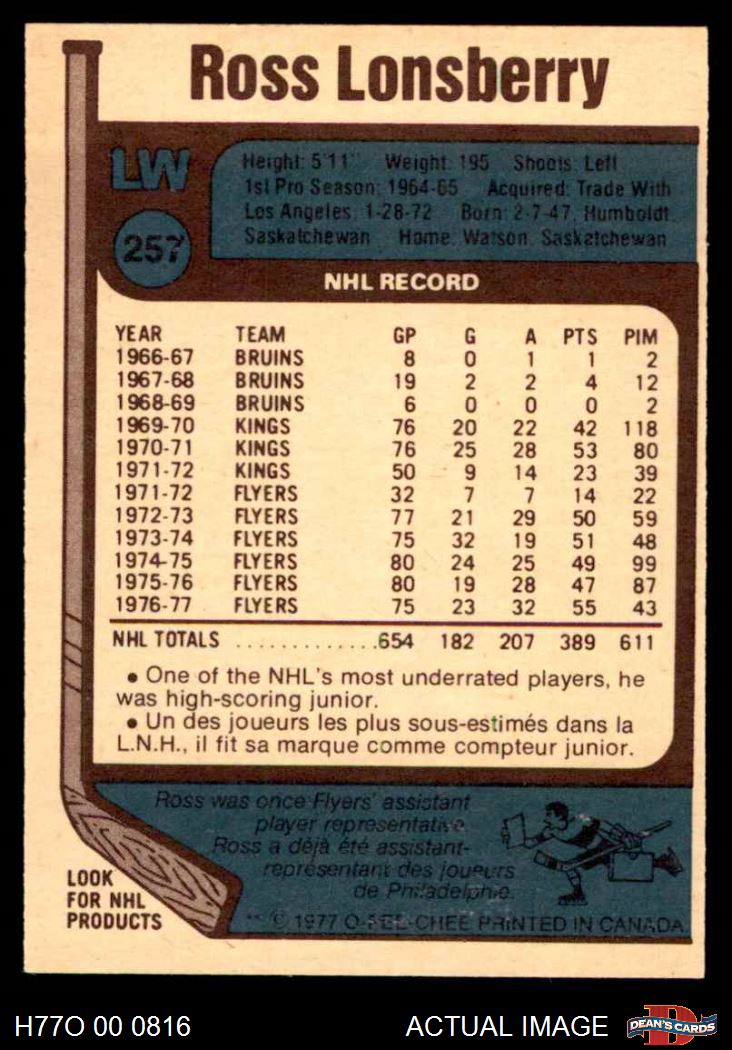 Ross Lonsberry
LW
257
Height: 5'11" Weight: 195 Shoots: Left
1st Pro Season: 1964-65 Acquired: Trade With
Los Angeles, 1-28-72 Born: 2-7-47, Humboldt
Saskatchewan Home: Watson, Saskatchewan
NHL RECORD
YEAR TEAM GP G A PTS PIM
1966-67 BRUINS 8 0 1 1 2
1967-68 BRUINS 19 2 2 4 12
1968-69 BRUINS 6 0 0 0 2
1969-70 KINGS 76 20 22 42 118
1970-71 KINGS 76 25 28 53 80
1971-72 KINGS 50 9 14 23 39
1971-72 FLYERS 32 7 7 14 22
1972-73 FLYERS 77 21 29 50 59
1973-74 FLYERS 75 32 19 51 48
1974-75 FLYERS 80 24 25 49 99
1975-76 FLYERS 80 19 28 47 87
1976-77 FLYERS 75 23 32 55 43
NHL TOTALS .............. 654 182 207 389 611
• One of the NHL's most underrated players, he
was high-scoring junior.
• Un des joueurs les plus sous-estimés dans la
L.N.H., il fit sa marque comme compteur junior.
Ross was once Flyers' assistant
player representative.
Ross a déjà été assistant-
représentant des joueurs
de Philadelphie.
LOOK
FOR NHL
PRODUCTS
** © 1977 O-PEE-CHEE PRINTED IN CANADA
H77O 00 0816
ACTUAL IMAGE
D
DEAN'S CARDS